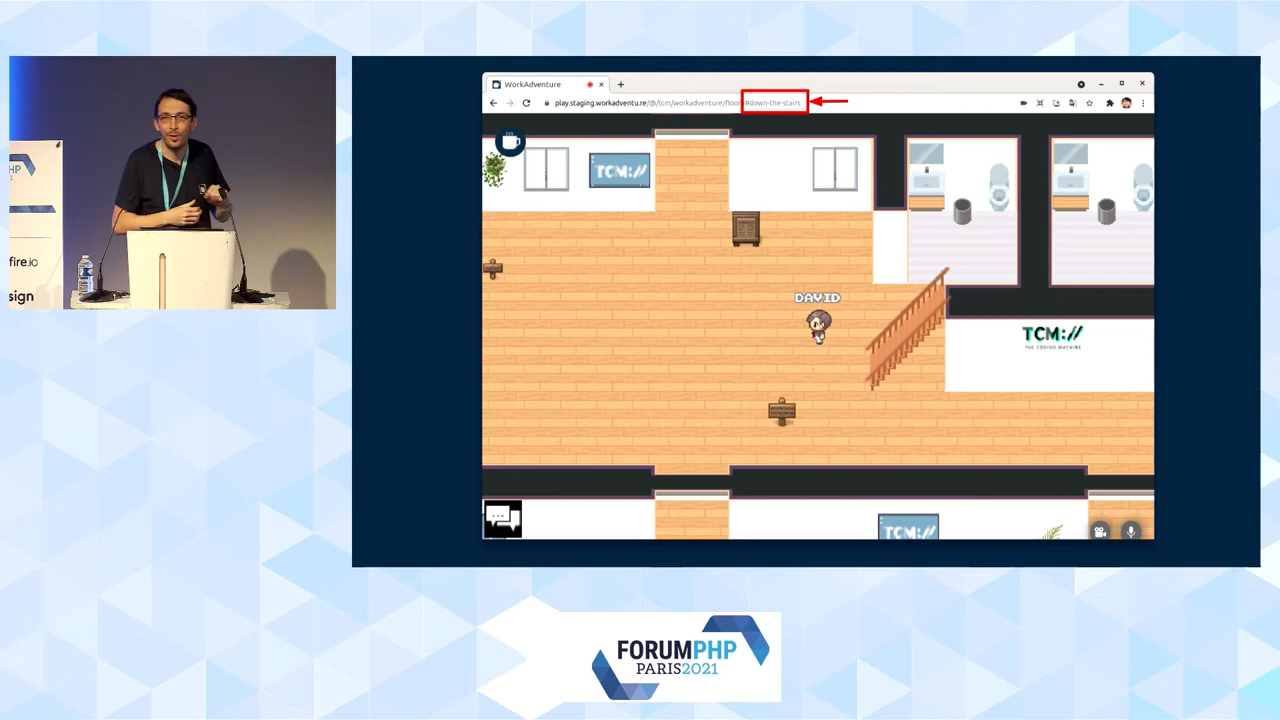 WorkAdventure
play.staging.workadventu.re/@/tcm/workadventure/floor
#down-the-stairs
TCM://
DAVID
TCM://
THE CODING MACHINE
TCM://
HP
fire.io
sign
FORUMPHP
PARIS2021